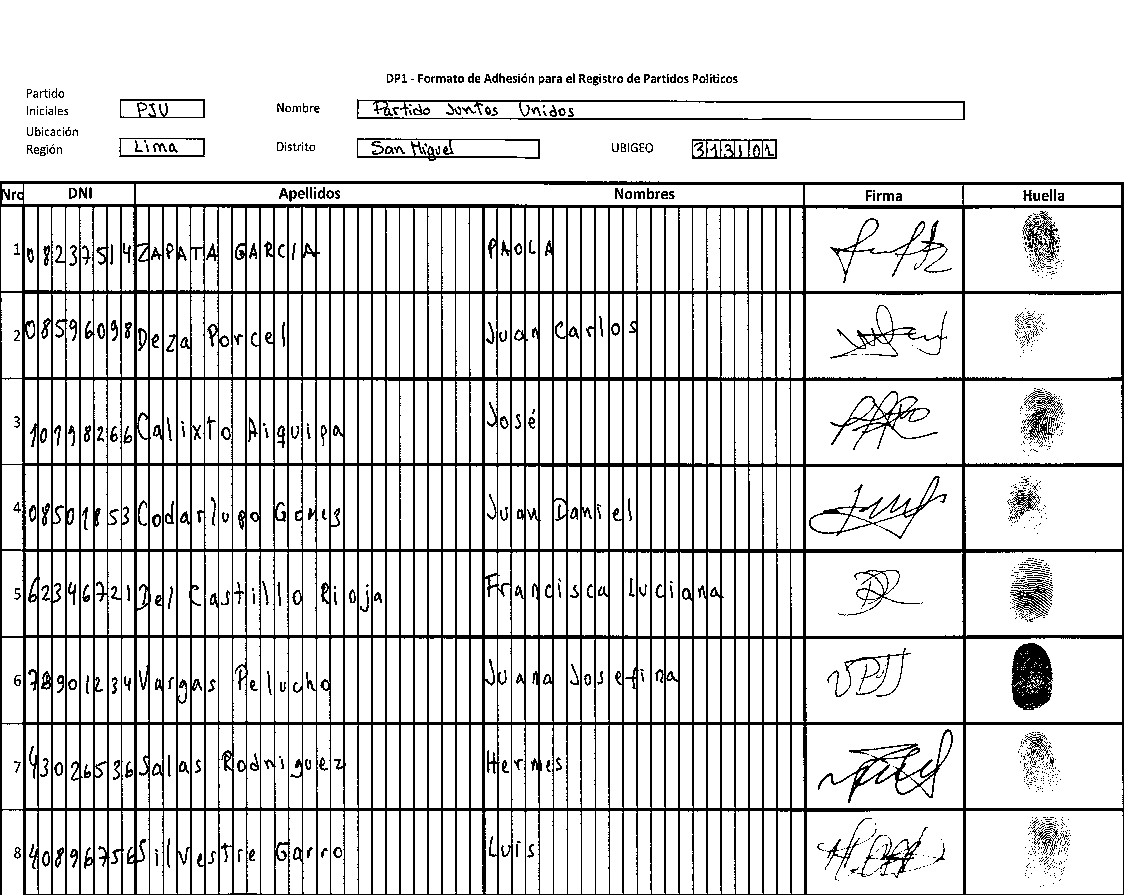 DP1 - Formato de Adhesión para el Registro de Partidos Politicos
Partido
Iniciales PJU Nombre Partido Juntos Unidos
Ubicación
Región Lima Distrito San Miguel UBIGEO 313101
Nro DNI Apellidos Nombres Firma Huella
1 08237514 ZAPATA GARCIA PAOLA
2 08596098 Deza Porcel Juan Carlos
3 10198266 Calixto Aiquipa José
4 08501853 Codarlupo Juan Daniel
5 62346721 Del Castilllo Rioja Francisca Luciana
6 78901234 Vargas Pelucho Juana Josefina
7 43026536 Salas Rodriguez Hermes
8 40896756 Silvestre Garro Luis